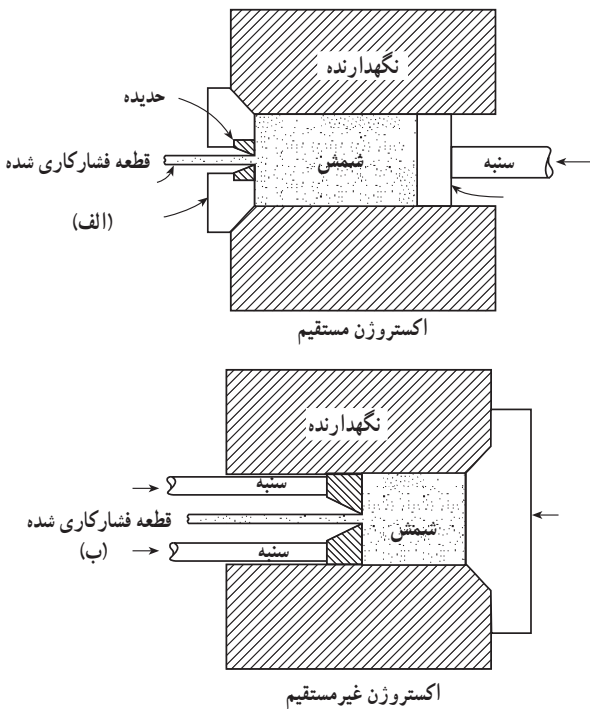 نگهدارنده
حدیده
قطعه فشارکاری شده
شمش
سنبه
(الف)
اکستروژن مستقیم
نگهدارنده
سنبه
قطعه فشارکاری شده
شمش
(ب)
سنبه
اکستروژن غیرمستقیم